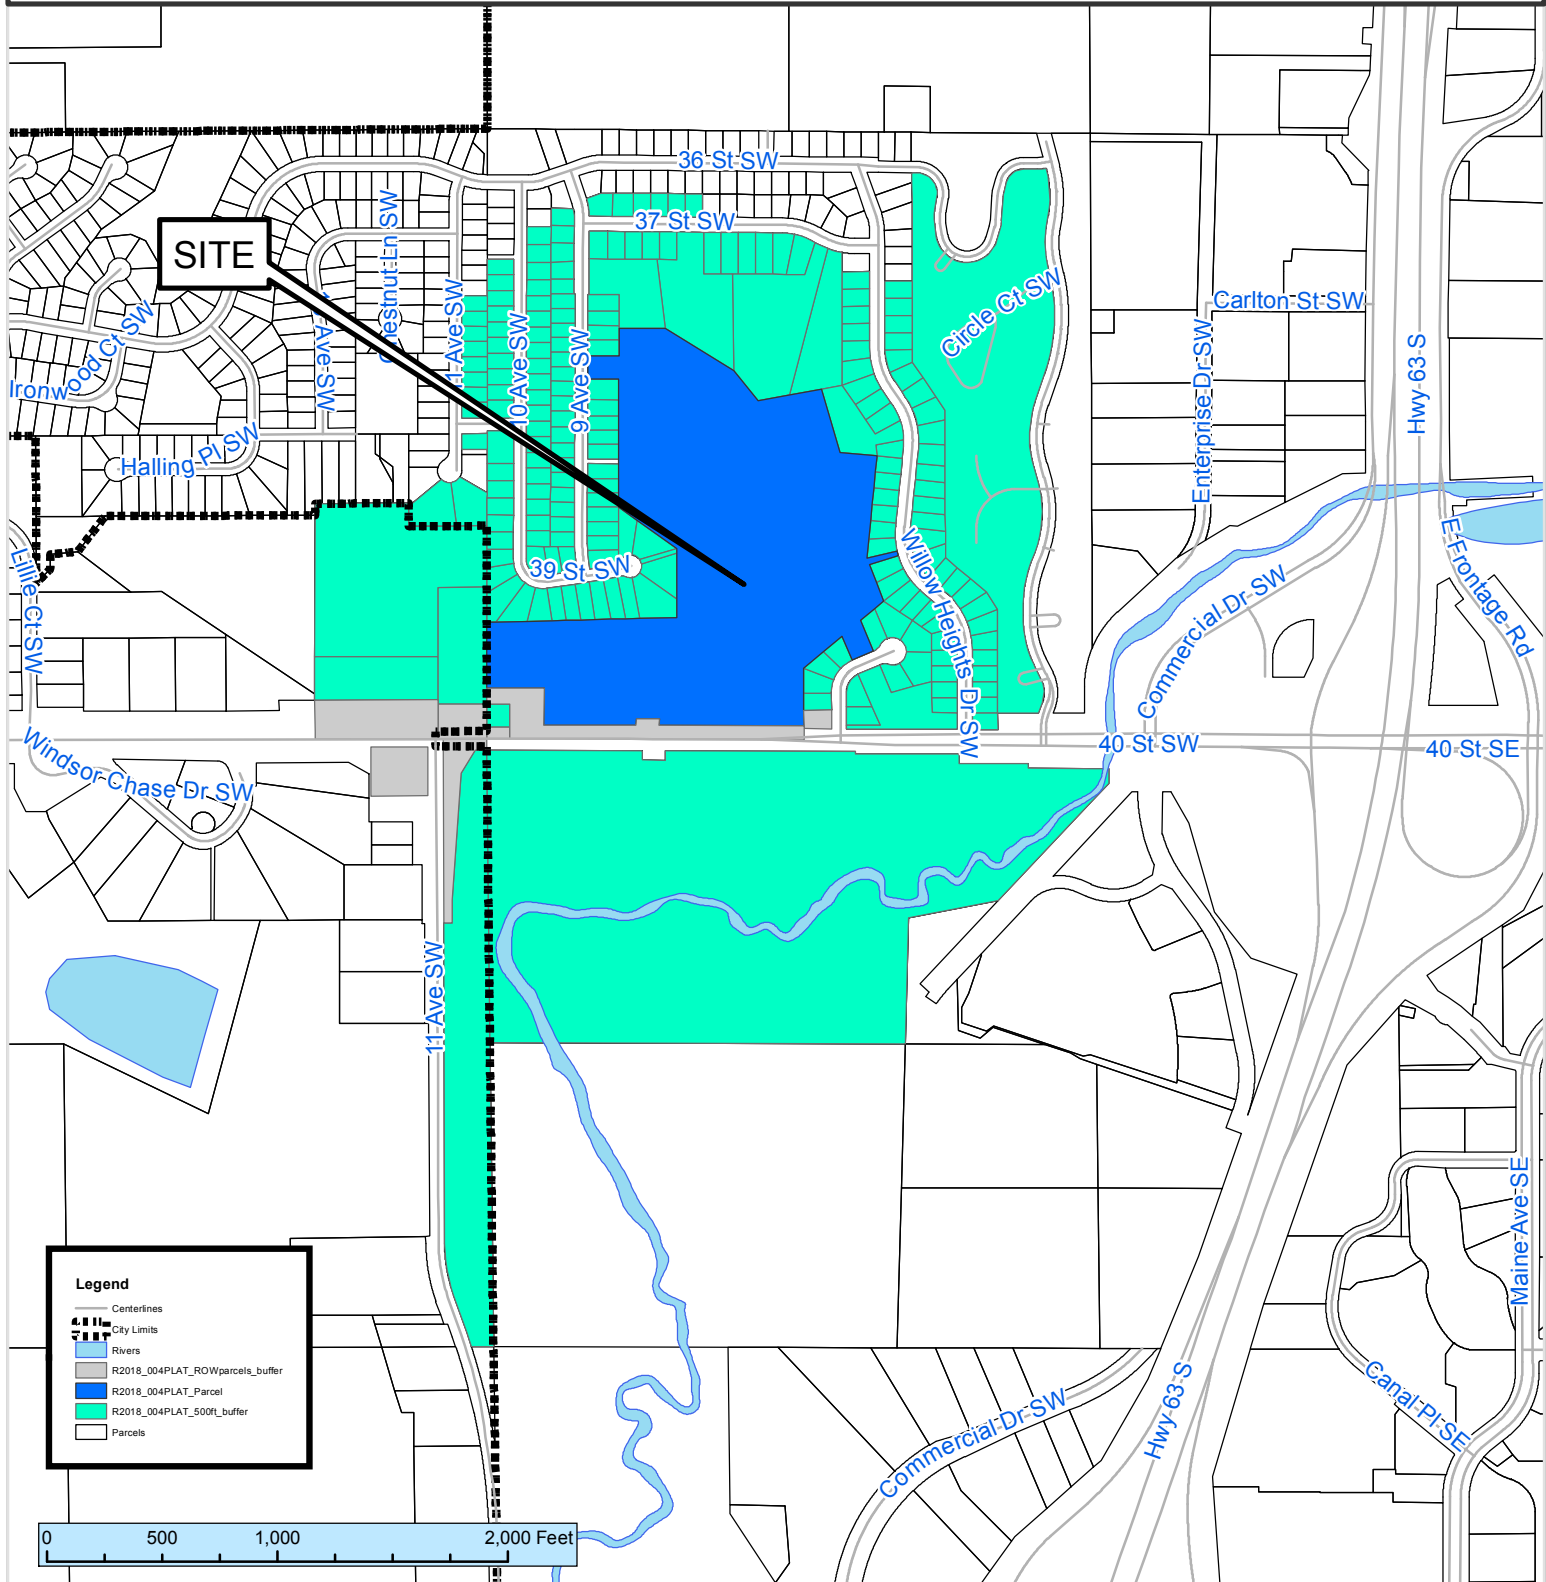 36 St SW
37 St SW
Chestnut Ln SW
SITE
11 Ave SW
10 Ave SW
9 Ave SW
Ave SW
Circle Ct SW
Carlton St SW
Enterprise Dr SW
Hwy 63 S
Ironwood Ct SW
Halling Pl SW
39 St SW
Willow Heights Dr SW
Lillie Ct SW
Commercial Dr SW
E Frontage Rd
Windsor Chase Dr SW
40 St SW
40 St SE
11 Ave SW
Maine Ave SE
Canal Pl SE
Commercial Dr SW
Hwy 63 S
Legend
Centerlines
City Limits
Rivers
R2018_004PLAT_ROWparcels_buffer
R2018_004PLAT_Parcel
R2018_004PLAT_500ft_buffer
Parcels
0 500 1,000 2,000 Feet